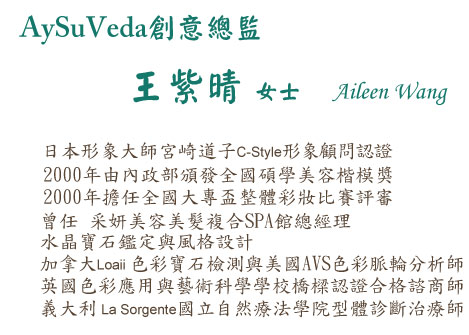 AySuVeda創意總監
王紫晴 女士 Aileen Wang
日本形象大師宮崎道子C-Style形象顧問認證
2000年由內政部頒發全國碩學美容楷模獎
2000年擔任全國大專盃整體彩妝比賽評審
曾任 采妍美容美髮複合SPA館總經理
水晶寶石鑑定與風格設計
加拿大Loaii 色彩寶石檢測與美國AVS色彩脈輪分析師
英國色彩應用與藝術科學學校橋樑認證合格諮商師
義大利 La Sorgente 國立自然療法學院型體診斷治療師